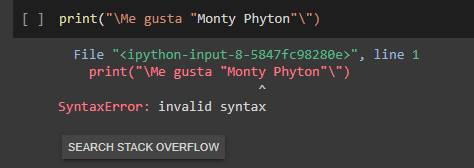 [ ] print("\Me gusta "Monty Phyton"\")
File "<ipython-input-8-5847fc98280e>", line 1
print("\Me gusta "Monty Phyton"\")
^
SyntaxError: invalid syntax
SEARCH STACK OVERFLOW